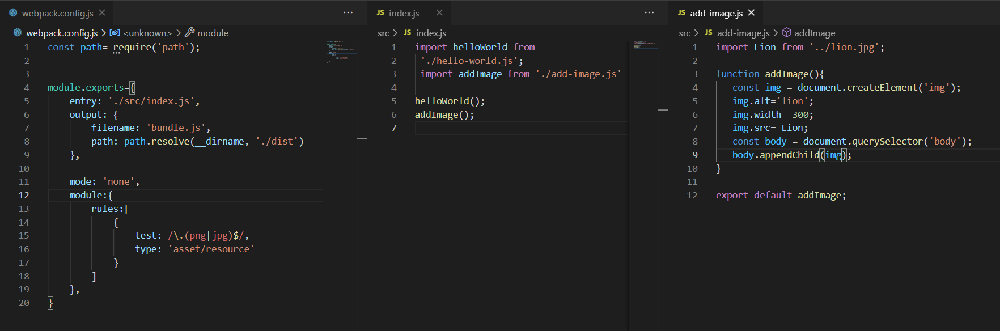 webpack.config.js
webpack.config.js > <unknown> > module
1 const path= require('path');
2
3
4 module.exports={
5 entry: './src/index.js',
6 output: {
7 filename: 'bundle.js',
8 path: path.resolve(__dirname, './dist')
9 },
10
11 mode: 'none',
12 module:{
13 rules:[
14 {
15 test: /\.(png|jpg)$/,
16 type: 'asset/resource'
17 }
18 ]
19 },
20 }
JS index.js
src > JS index.js
1 import helloWorld from
2 './hello-world.js';
3 import addImage from './add-image.js'
4
5 helloWorld();
6 addImage();
7
JS add-image.js
src > JS add-image.js > addImage
1 import Lion from '../lion.jpg';
2
3 function addImage(){
4 const img = document.createElement('img');
5 img.alt='lion';
6 img.width= 300;
7 img.src= Lion;
8 const body = document.querySelector('body');
9 body.appendChild(img);
10 }
11
12 export default addImage;